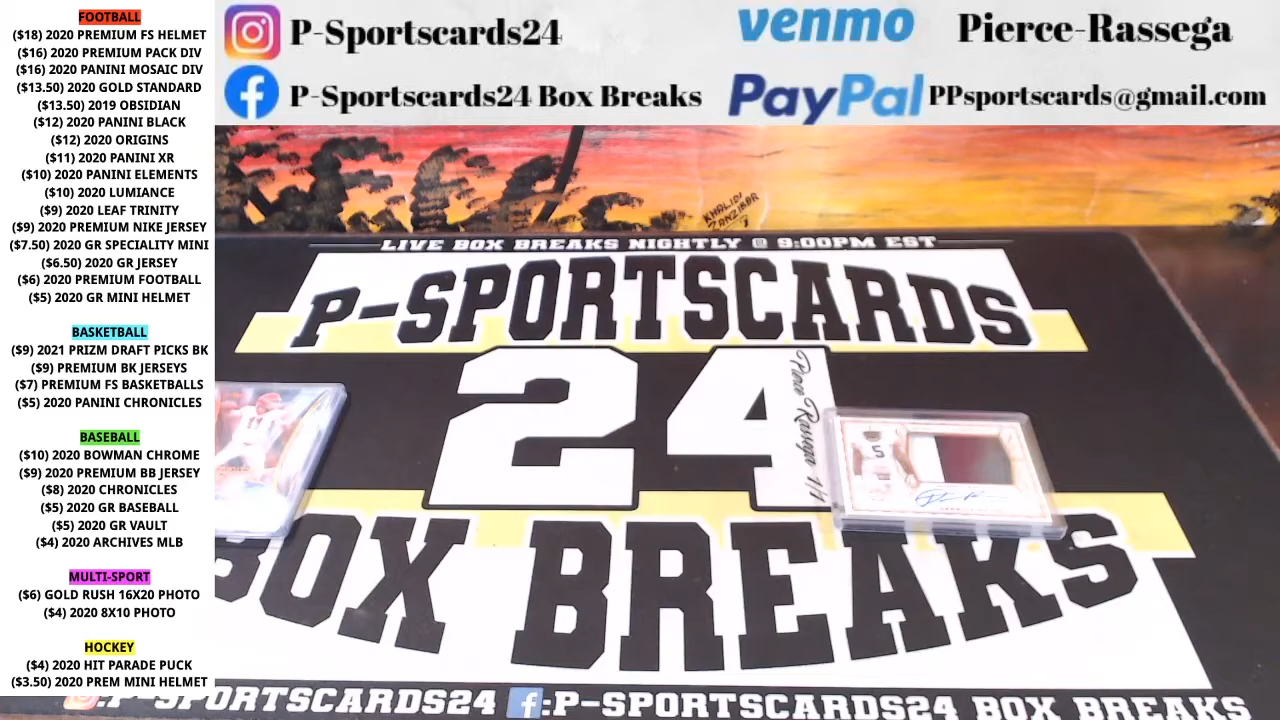 FOOTBALL
($18) 2020 PREMIUM FS HELMET
($16) 2020 PREMIUM PACK DIV
($16) 2020 PANINI MOSAIC DIV
($13.50) 2020 GOLD STANDARD
($13.50) 2019 OBSIDIAN
($12) 2020 PANINI BLACK
($12) 2020 ORIGINS
($11) 2020 PANINI XR
($10) 2020 PANINI ELEMENTS
($10) 2020 LUMIANCE
($9) 2020 LEAF TRINITY
($9) 2020 PREMIUM NIKE JERSEY
($7.50) 2020 GR SPECIALITY MINI
($6.50) 2020 GR JERSEY
($6) 2020 PREMIUM FOOTBALL
($5) 2020 GR MINI HELMET
BASKETBALL
($9) 2021 PRIZM DRAFT PICKS BK
($9) PREMIUM BK JERSEYS
($7) PREMIUM FS BASKETBALLS
($5) 2020 PANINI CHRONICLES
BASEBALL
($10) 2020 BOWMAN CHROME
($9) 2020 PREMIUM BB JERSEY
($8) 2020 CHRONICLES
($5) 2020 GR BASEBALL
($5) 2020 GR VAULT
($4) 2020 ARCHIVES MLB
MULTI-SPORT
($6) GOLD RUSH 16X20 PHOTO
($4) 2020 8X10 PHOTO
HOCKEY
($4) 2020 HIT PARADE PUCK
($3.50) 2020 PREM MINI HELMET
P-Sportscards24
P-Sportscards24 Box Breaks
venmo Pierce-Rassega
PayPal PPsportscards@gmail.com
KHALIDI
ZANZIBAR
LIVE BOX BREAKS NIGHTLY @ 9:00PM EST
P-SPORTSCARDS
24
Pierce Rassega 1/1
BOX BREAKS
:P-SPORTSCARDS24 f:P-SPORTSCARDS24 BOX BREAKS